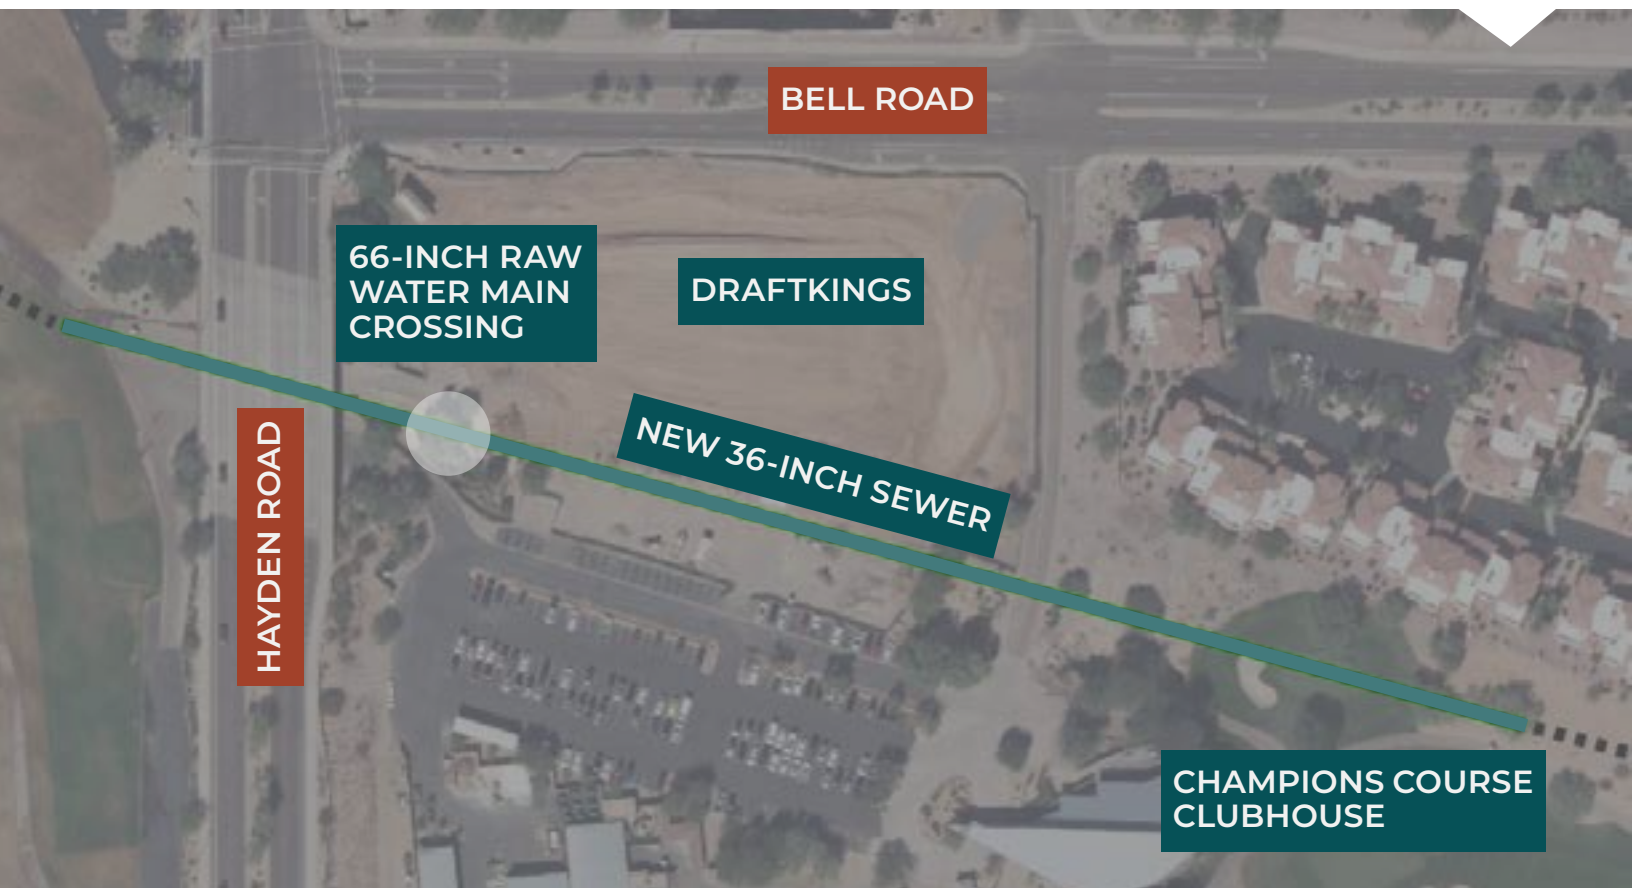 BELL ROAD
66-INCH RAW
WATER MAIN
CROSSING
DRAFTKINGS
NEW 36-INCH SEWER
HAYDEN ROAD
CHAMPIONS COURSE
CLUBHOUSE